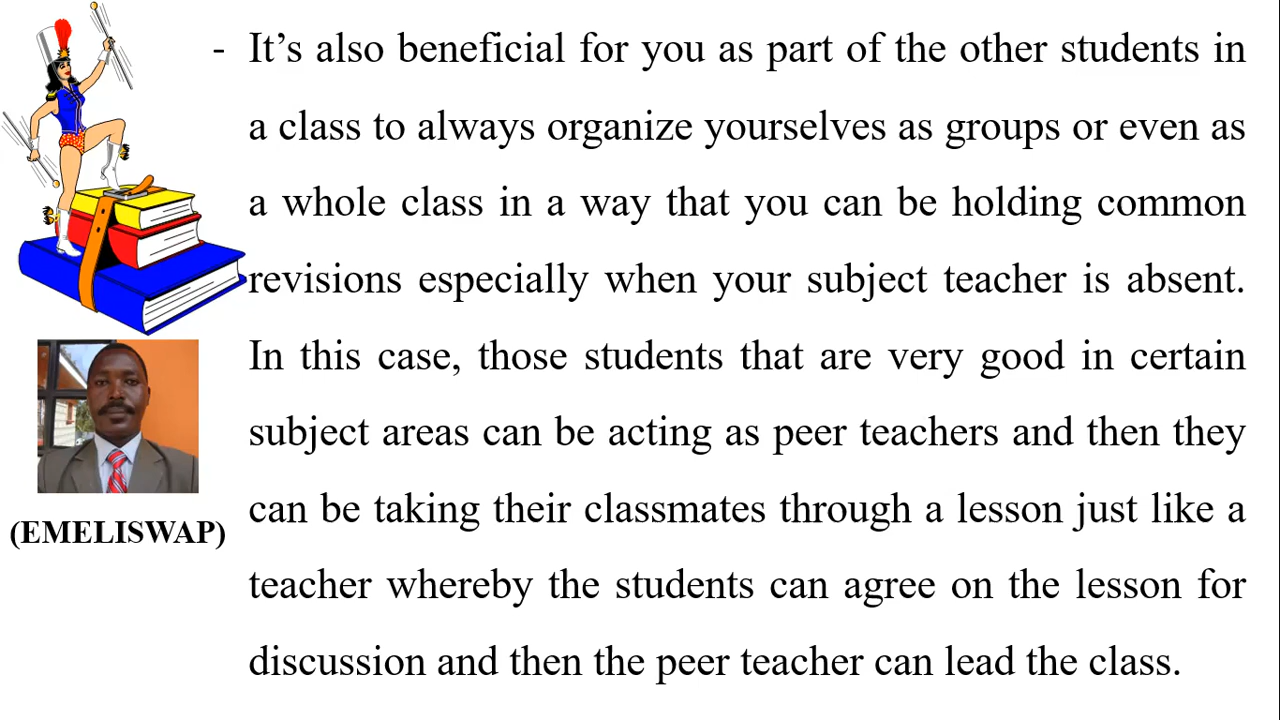 - It’s also beneficial for you as part of the other students in
a class to always organize yourselves as groups or even as
a whole class in a way that you can be holding common
revisions especially when your subject teacher is absent.
In this case, those students that are very good in certain
subject areas can be acting as peer teachers and then they
can be taking their classmates through a lesson just like a
teacher whereby the students can agree on the lesson for
discussion and then the peer teacher can lead the class.
(EMELISWAP)